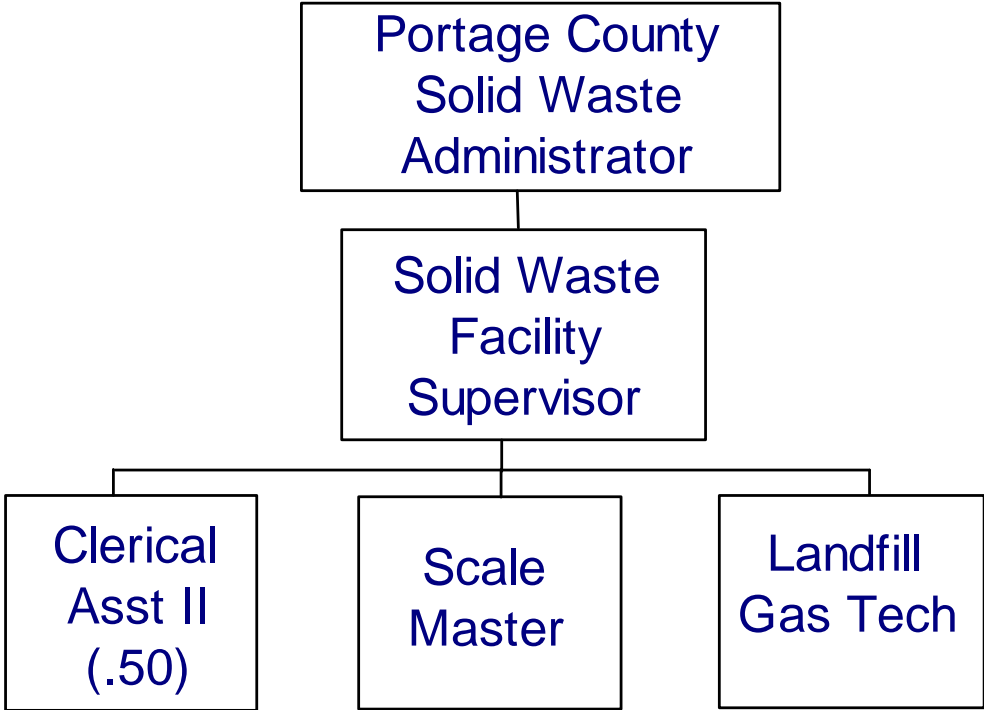 Portage County
Solid Waste
Administrator
Solid Waste
Facility
Supervisor
Clerical
Asst II
(.50)
Scale
Master
Landfill
Gas Tech